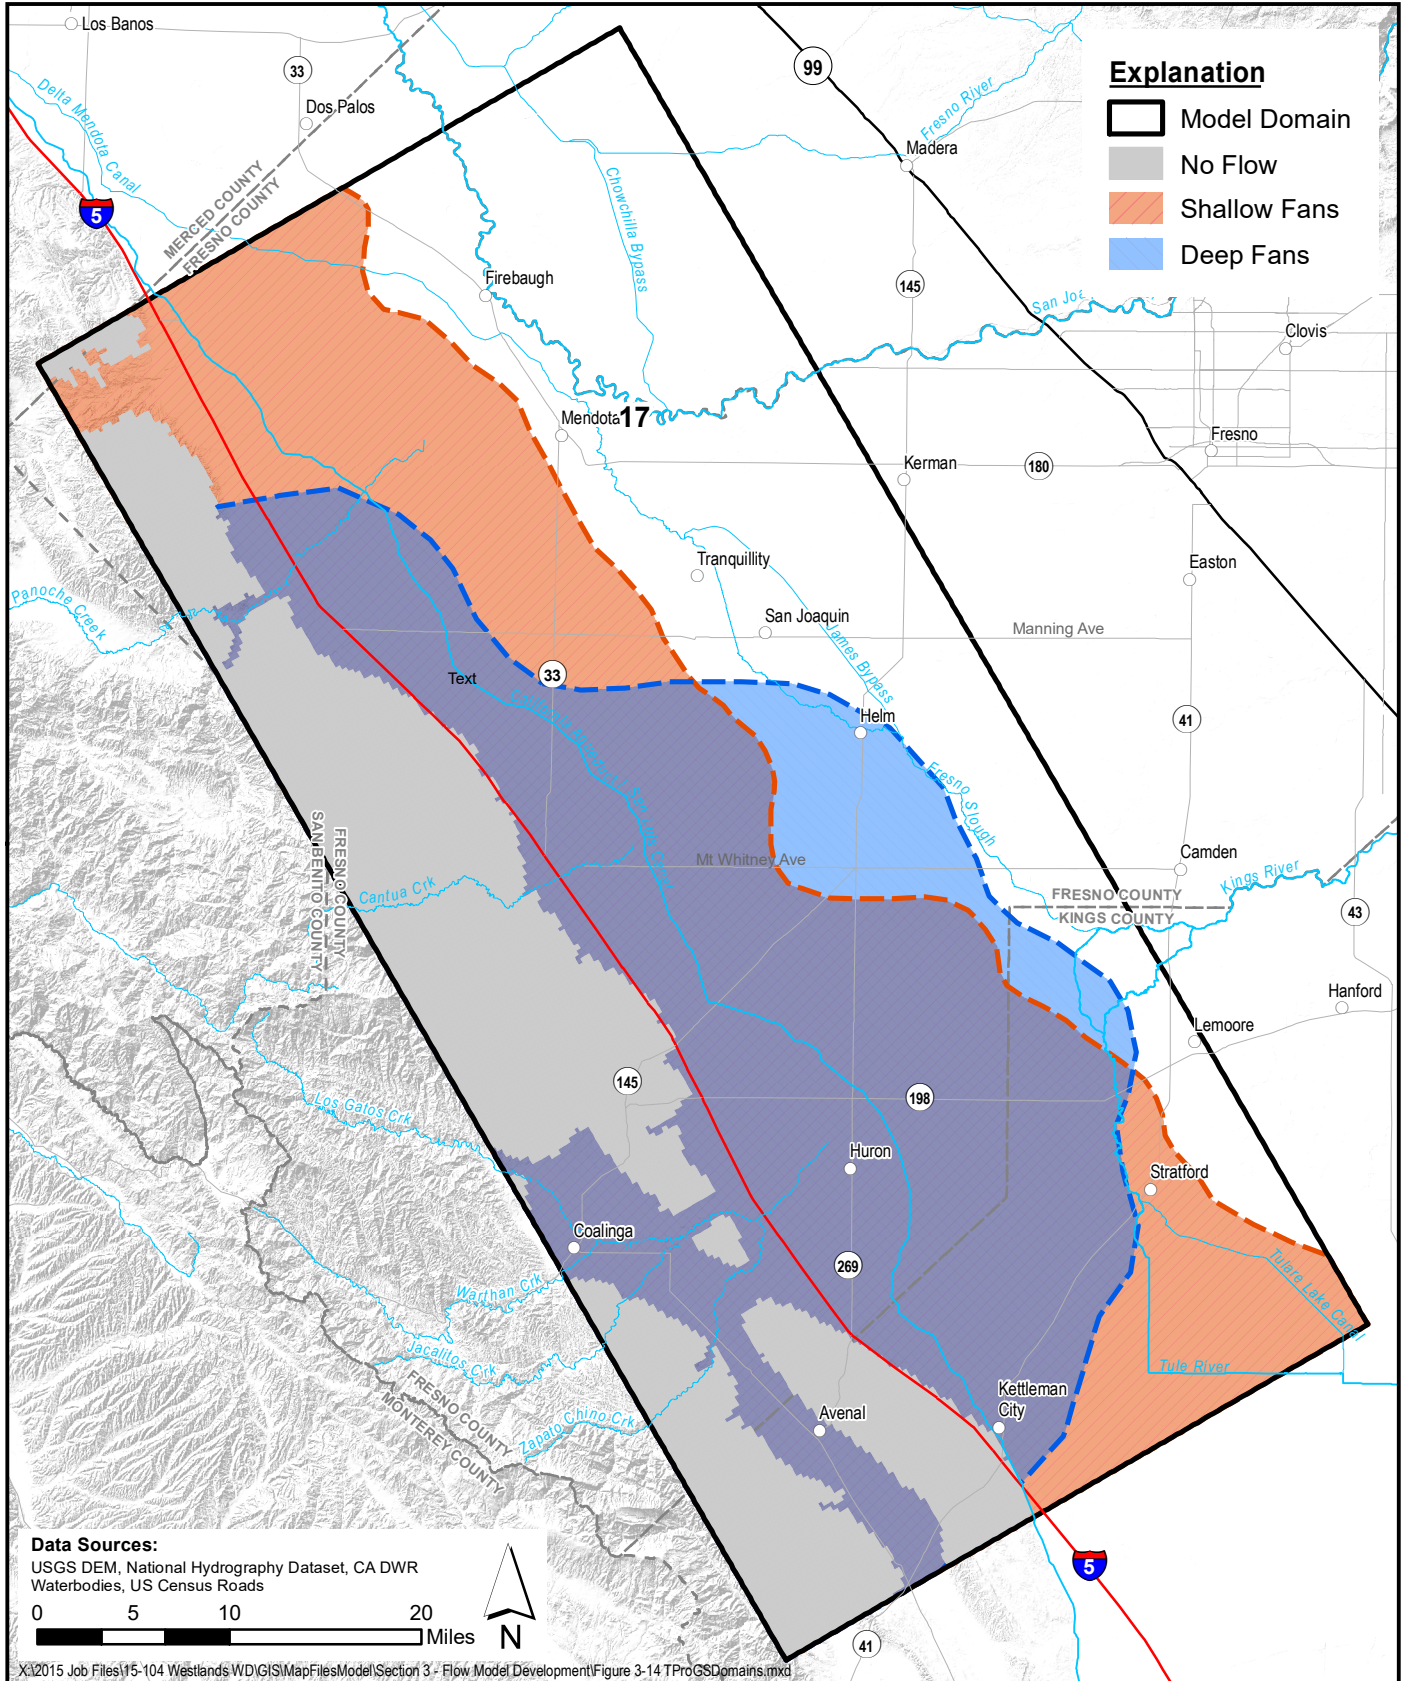 Los Banos
33
99
Explanation
Model Domain
No Flow
Shallow Fans
Deep Fans
Delta Mendota Canal
Dos Palos
Fresno River
Madera
5
MERCED COUNTY
FRESNO COUNTY
Chowchilla Bypass
Firebaugh
145
San Joa
Clovis
Mendota
17
Fresno
Kerman
180
Tranquillity
Easton
Panoche Creek
San Joaquin
Manning Ave
James Bypass
Text
33
California Aqueduct / San Luis Canal
Helm
41
Fresno Slough
SAN BENITO COUNTY
FRESNO COUNTY
Mt Whitney Ave
Camden
Cantua Crk
Kings River
FRESNO COUNTY
KINGS COUNTY
43
Hanford
Lemoore
145
198
Los Gatos Crk
Huron
Stratford
Coalinga
269
Warthan Crk
Tulare Lake Canal
Jacalitos Crk
Tule River
FRESNO COUNTY
MONTEREY COUNTY
Kettleman
City
Zapato Chino Crk
Avenal
Data Sources:
USGS DEM, National Hydrography Dataset, CA DWR
Waterbodies, US Census Roads
0 5 10 20
Miles
N
5
41
X:\2015 Job Files\15-104 Westlands WD\GIS\MapFilesModel\Section 3 - Flow Model Development\Figure 3-14 TProGSDomains.mxd